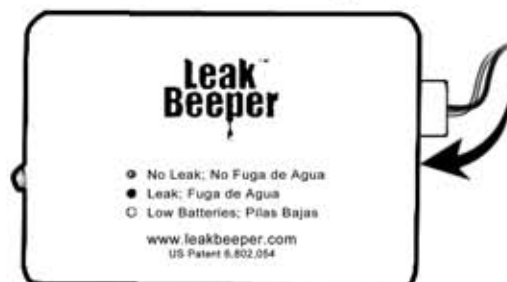 Leak™
Beeper
No Leak; No Fuga de Agua
Leak; Fuga de Agua
Low Batteries; Pilas Bajas
www.leakbeeper.com
US Patent 6,802,054